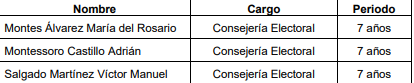 Nombre Cargo Periodo
Montes Álvarez María del Rosario Consejería Electoral 7 años
Montessoro Castillo Adrián Consejería Electoral 7 años
Salgado Martínez Víctor Manuel Consejería Electoral 7 años